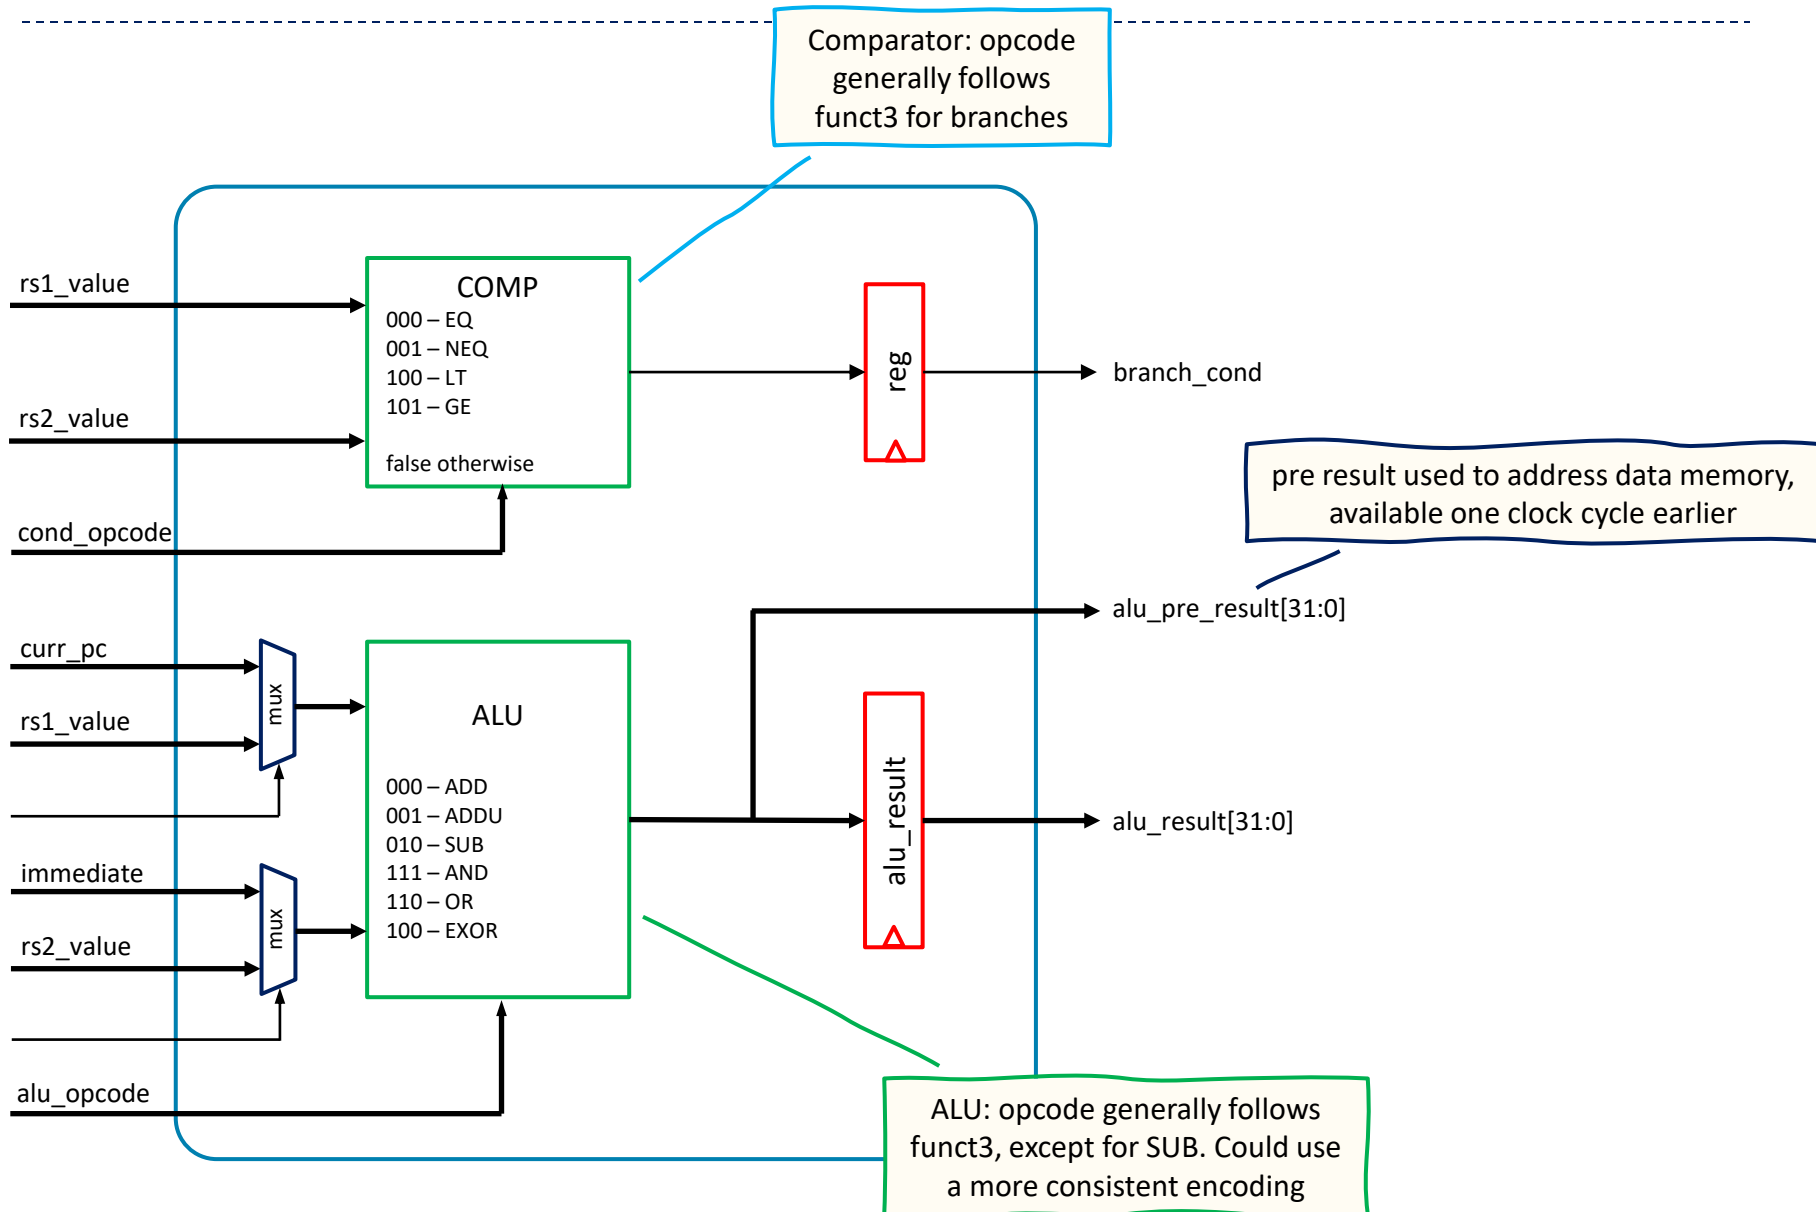 Comparator: opcode
generally follows
funct3 for branches
rs1_value
rs2_value
cond_opcode
COMP
000 – EQ
001 – NEQ
100 – LT
101 – GE
false otherwise
reg
branch_cond
pre result used to address data memory,
available one clock cycle earlier
alu_pre_result[31:0]
curr_pc
rs1_value
mux
immediate
rs2_value
mux
alu_opcode
ALU
000 – ADD
001 – ADDU
010 – SUB
111 – AND
110 – OR
100 – EXOR
alu_result
alu_result[31:0]
ALU: opcode generally follows
funct3, except for SUB. Could use
a more consistent encoding